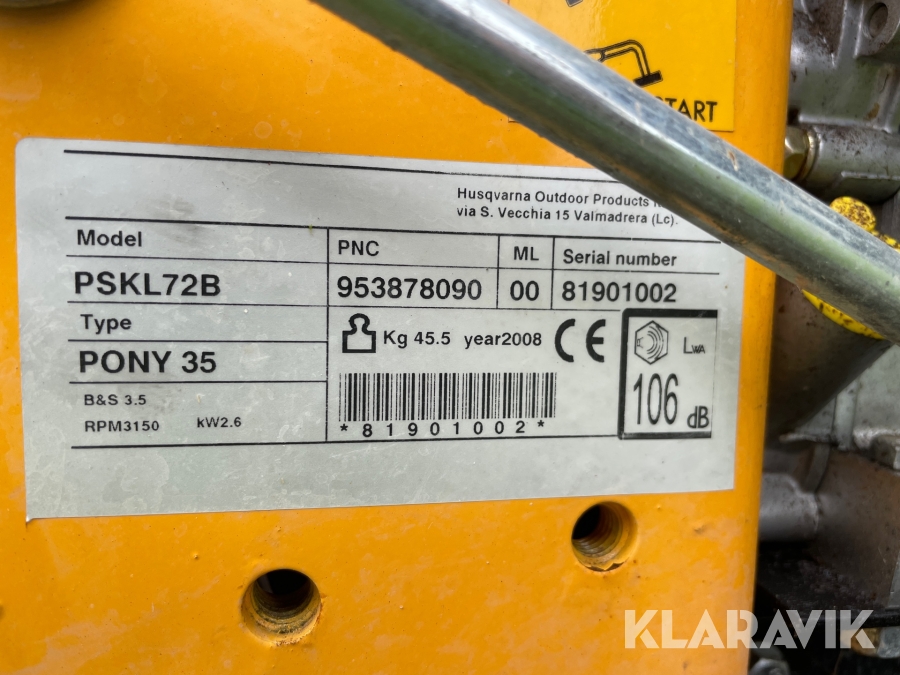 START
Husqvarna Outdoor Products
via S. Vecchia 15 Valmadrera (Lc).
Model PNC ML Serial number
PSKL72B 953878090 00 81901002
Type
Kg 45.5 year2008 CE LWA
PONY 35
B&S 3.5
106 dB
RPM3150 kW2.6
*81901002*
KLARAVIK